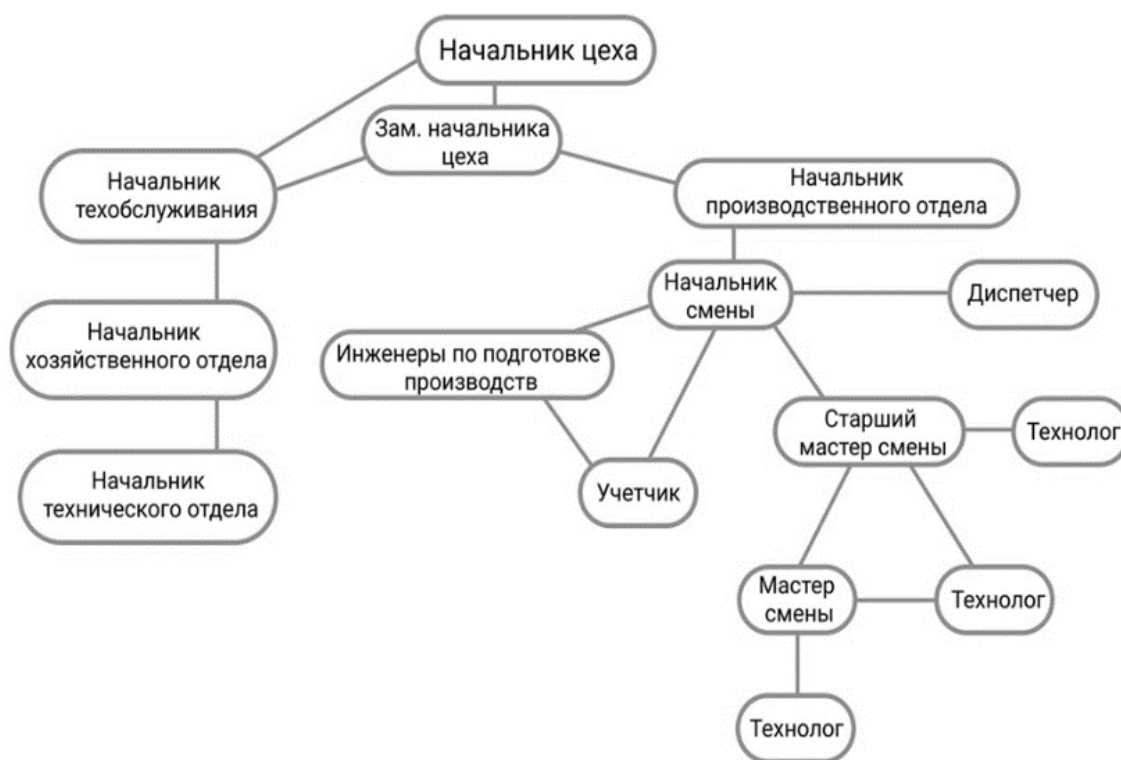 Начальник цеха
Зам. начальника
цеха
Начальник
техобслуживания
Начальник
производственного отдела
Начальник
смены
Диспетчер
Начальник
хозяйственного отдела
Инженеры по подготовке
производств
Старший
мастер смены
Технолог
Начальник
технического отдела
Учетчик
Мастер
смены
Технолог
Технолог